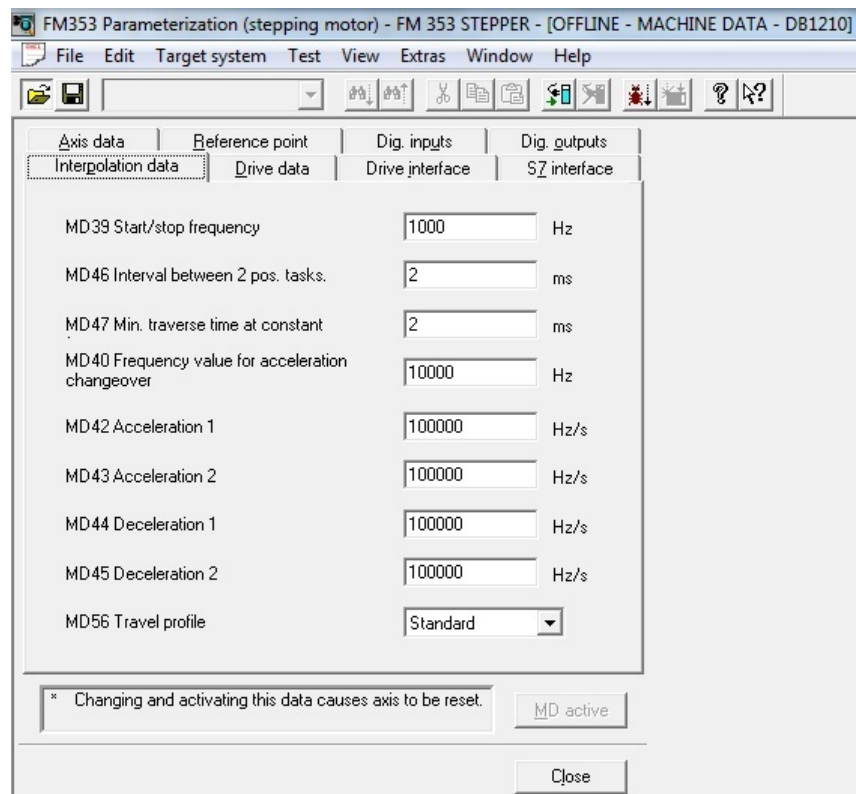 FM353 Parameterization (stepping motor) - FM 353 STEPPER - [OFFLINE - MACHINE DATA - DB1210]
File Edit Target system Test View Extras Window Help
Axis data Reference point Dig. inputs Dig. outputs
Interpolation data Drive data Drive interface S7 interface
MD39 Start/stop frequency 1000 Hz
MD46 Interval between 2 pos. tasks. 2 ms
MD47 Min. traverse time at constant 2 ms
MD40 Frequency value for acceleration
changeover 10000 Hz
MD42 Acceleration 1 100000 Hz/s
MD43 Acceleration 2 100000 Hz/s
MD44 Deceleration 1 100000 Hz/s
MD45 Deceleration 2 100000 Hz/s
MD56 Travel profile Standard
* Changing and activating this data causes axis to be reset. MD active
Close